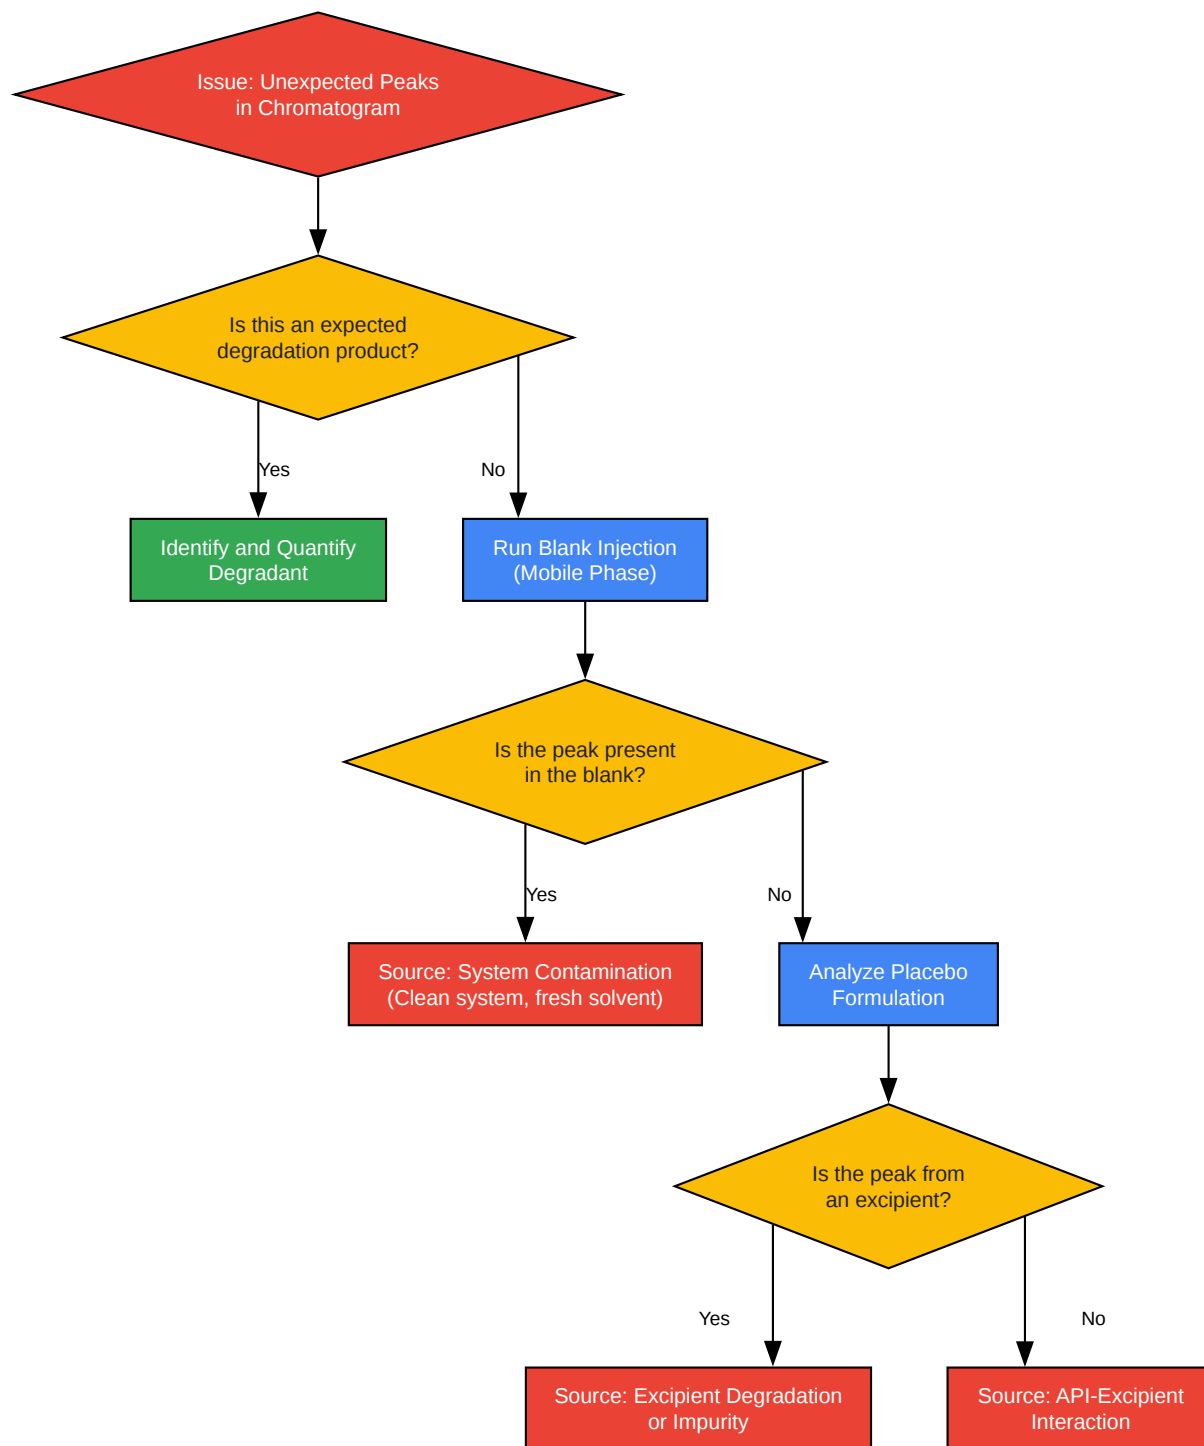 Issue: Unexpected Peaks
in Chromatogram
Is this an expected
degradation product?
Yes
No
Identify and Quantify
Degradant
Run Blank Injection
(Mobile Phase)
Is the peak present
in the blank?
Yes
No
Source: System Contamination
(Clean system, fresh solvent)
Analyze Placebo
Formulation
Is the peak from
an excipient?
Yes
No
Source: Excipient Degradation
or Impurity
Source: API-Excipient
Interaction